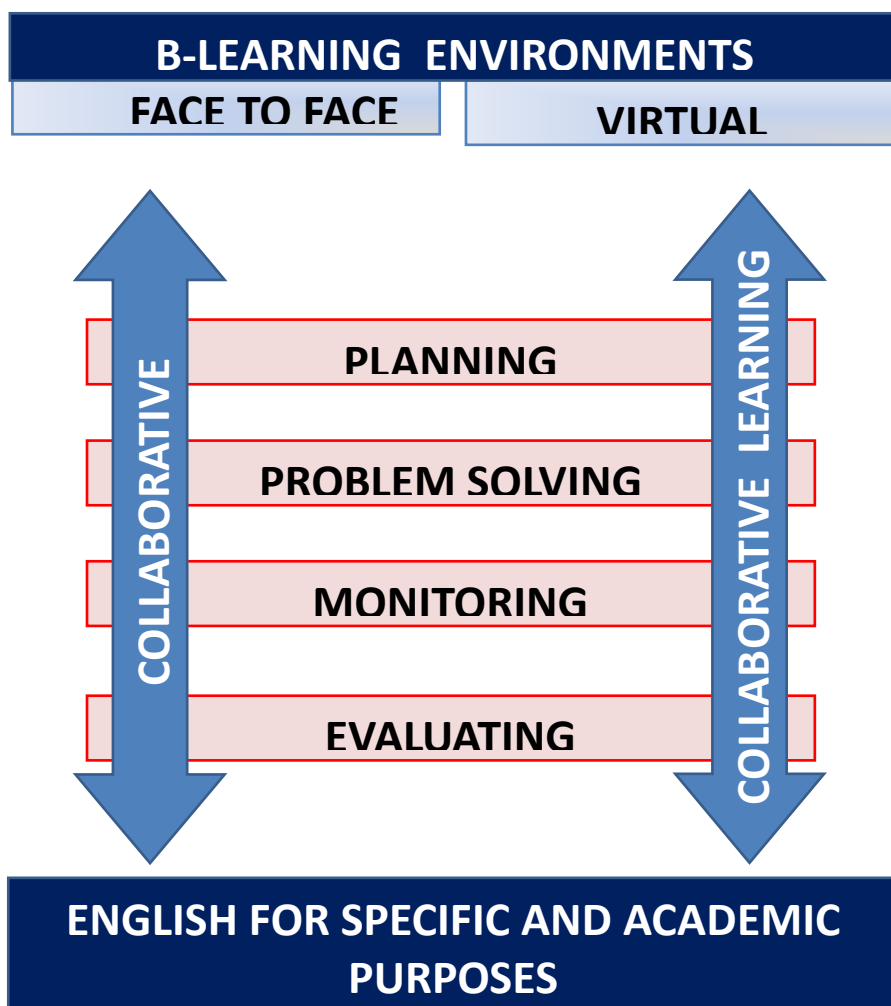 B-LEARNING ENVIRONMENTS
FACE TO FACE
VIRTUAL
COLLABORATIVE
PLANNING
PROBLEM SOLVING
MONITORING
EVALUATING
COLLABORATIVE LEARNING
ENGLISH FOR SPECIFIC AND ACADEMIC
PURPOSES